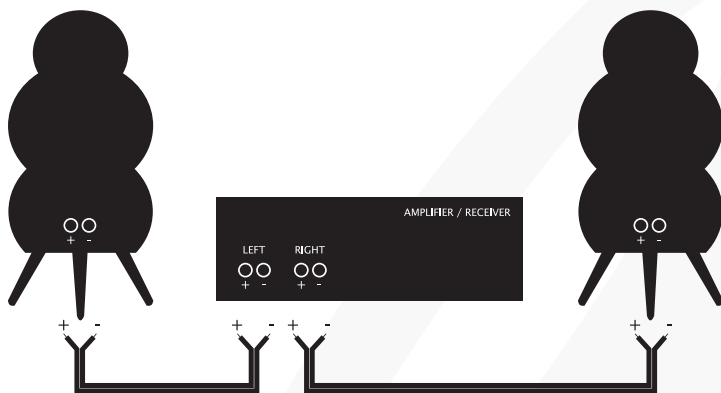 AMPLIFIER / RECEIVER
LEFT RIGHT
+ - + - + - + -
+ - + - + - + -